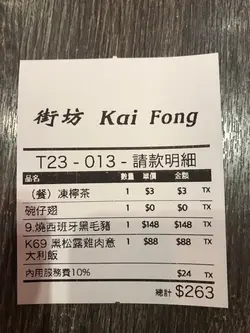 街坊 Kai Fong
T23 - 013 - 請款明細
品名 數量 單價 金額
（餐）凍檸茶 1 $3 $3 TX
碗仔翅 1 $0 $0 TX
9.燒西班牙黑毛豬 1 $148 $148 TX
K69 黑松露雞肉意 1 $88 $88 TX
大利飯
內用服務費10% $24 TX
總計 $263